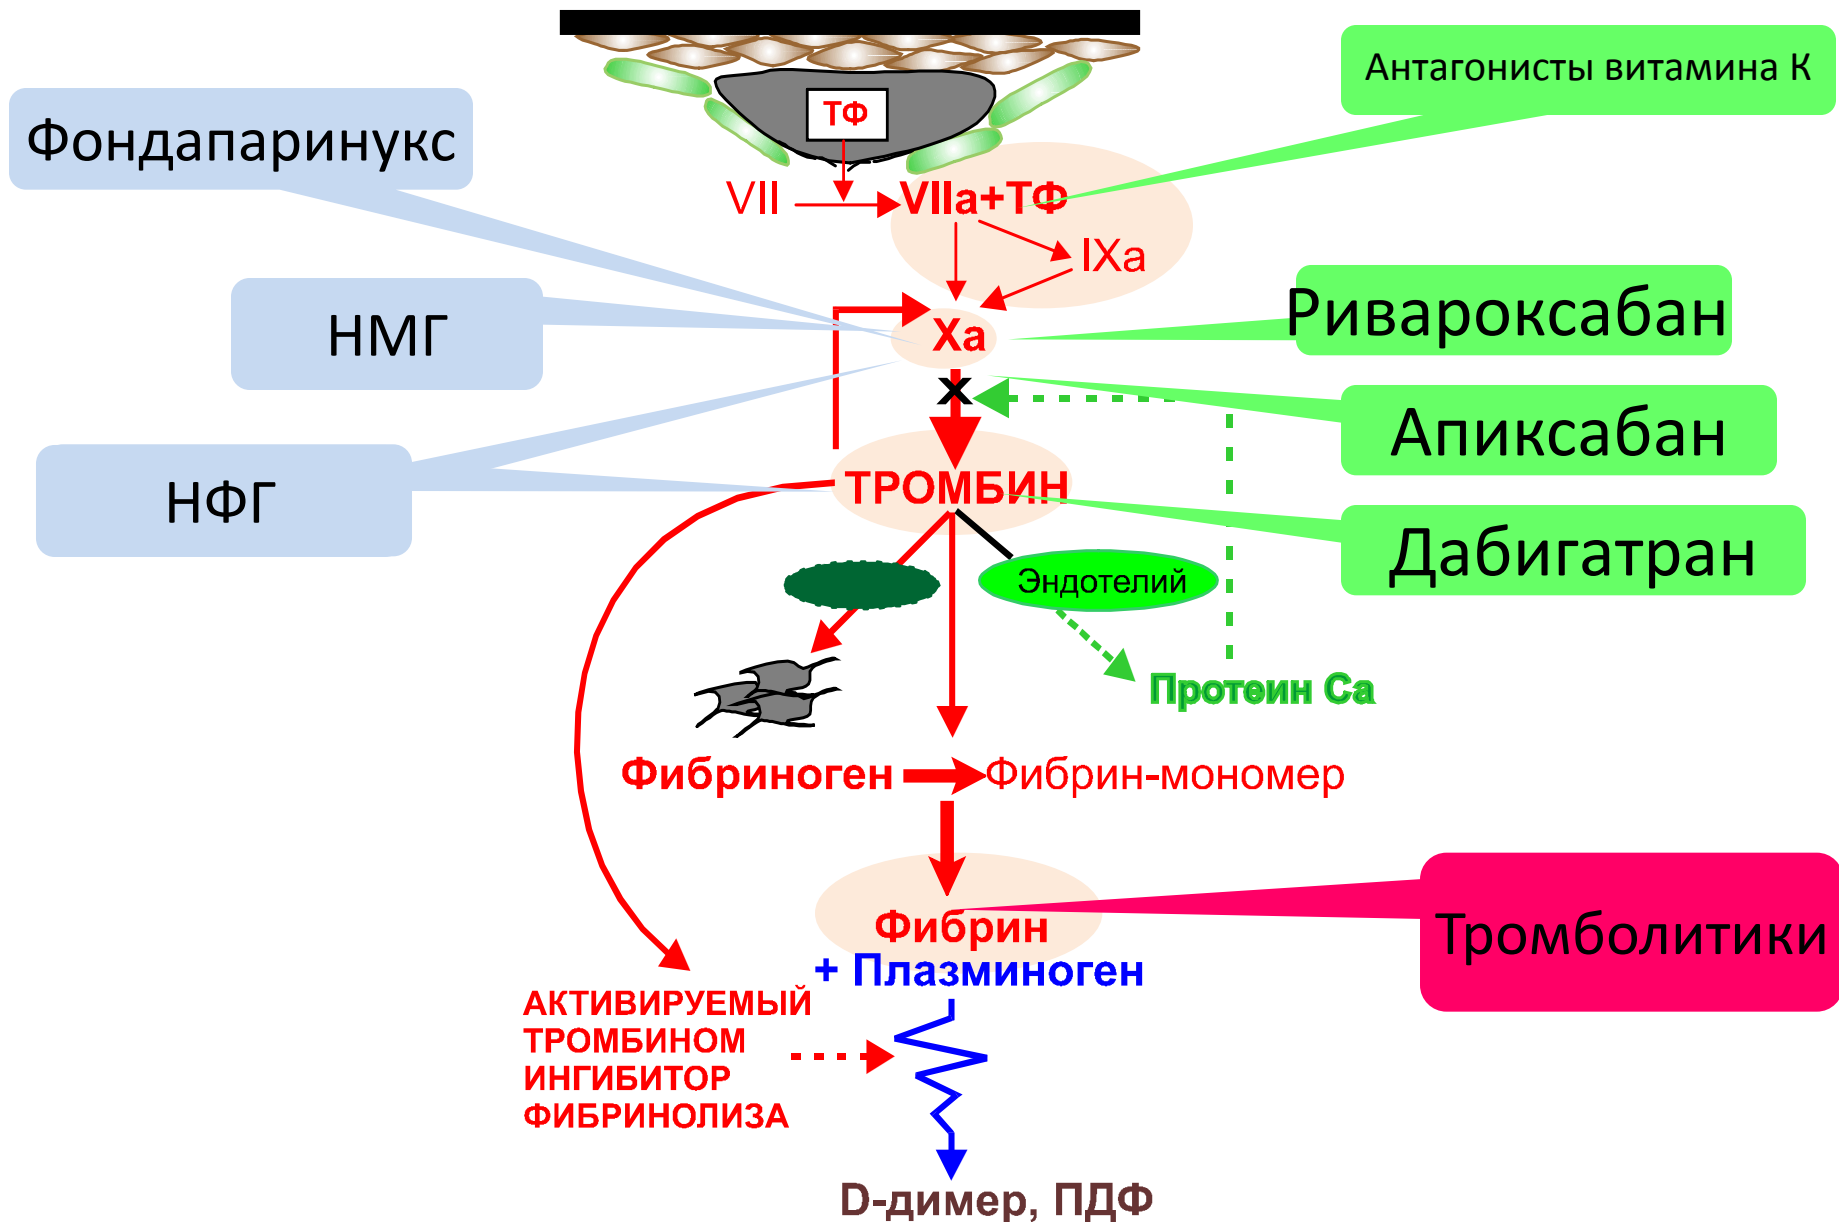 Антагонисты витамина К
ТФ
Фондапаринукс
VII
VIIa+ТФ
IXa
НМГ
Ривароксабан
Xa
x
Апиксабан
НФГ
ТРОМБИН
Дабигатран
Эндотелий
Протеин Са
Фибриноген
Фибрин-мономер
Фибрин
Тромболитики
+ Плазминоген
АКТИВИРУЕМЫЙ
ТРОМБИНОМ
ИНГИБИТОР
ФИБРИНОЛИЗА
D-димер, ПДФ